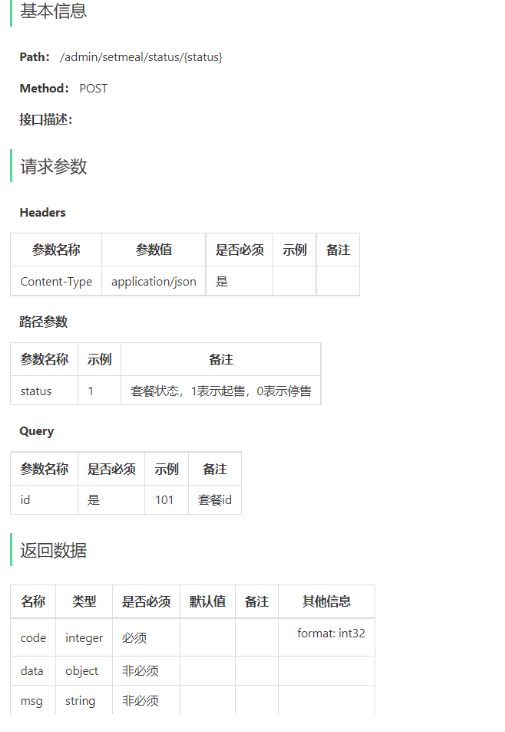 基本信息
Path: /admin/setmeal/status/{status}
Method: POST
接口描述:
请求参数
Headers
参数名称 参数值 是否必须 示例 备注
Content-Type application/json 是
路径参数
参数名称 示例 备注
status 1 套餐状态，1表示起售，0表示停售
Query
参数名称 是否必须 示例 备注
id 是 101 套餐id
返回数据
名称 类型 是否必须 默认值 备注 其他信息
code integer 必须 format: int32
data object 非必须
msg string 非必须